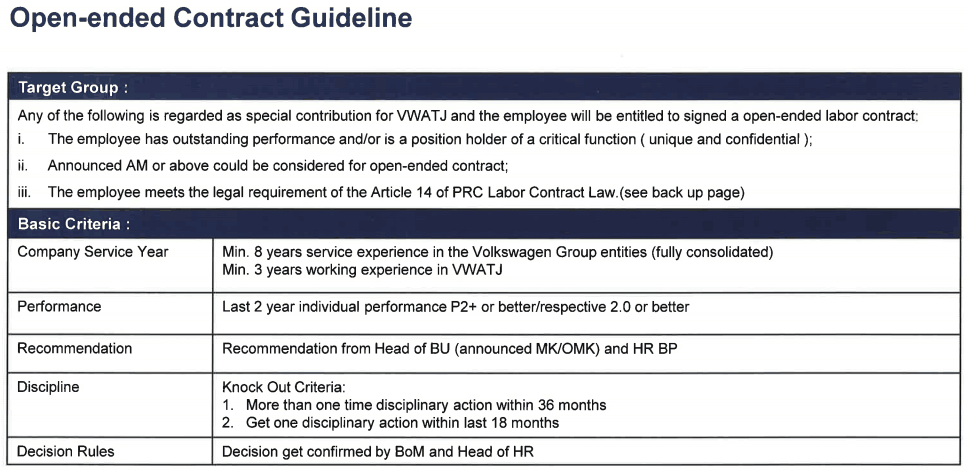 Open-ended Contract Guideline
Target Group :
Any of the following is regarded as special contribution for VWATJ and the employee will be entitled to signed a open-ended labor contract:
i. The employee has outstanding performance and/or is a position holder of a critical function ( unique and confidential );
ii. Announced AM or above could be considered for open-ended contract;
iii. The employee meets the legal requirement of the Article 14 of PRC Labor Contract Law.(see back up page)
Basic Criteria :
Company Service Year
Min. 8 years service experience in the Volkswagen Group entities (fully consolidated)
Min. 3 years working experience in VWATJ
Performance
Last 2 year individual performance P2+ or better/respective 2.0 or better
Recommendation
Recommendation from Head of BU (announced MK/OMK) and HR BP
Discipline
Knock Out Criteria:
1. More than one time disciplinary action within 36 months
2. Get one disciplinary action within last 18 months
Decision Rules
Decision get confirmed by BoM and Head of HR